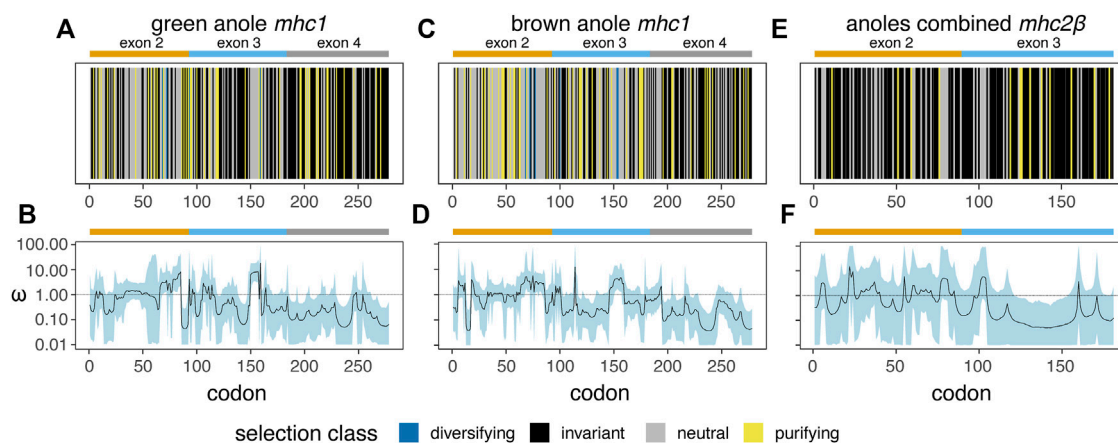 A green anole mhc1 C brown anole mhc1 E anoles combined mhc2β
exon 2 exon 3 exon 4 exon 2 exon 3 exon 4 exon 2 exon 3
0 50 100 150 200 250 0 50 100 150 200 250 0 50 100 150
B D F
100.00
10.00
ω 1.00
0.10
0.01
0 50 100 150 200 250 0 50 100 150 200 250 0 50 100 150
codon codon codon
selection class diversifying invariant neutral purifying